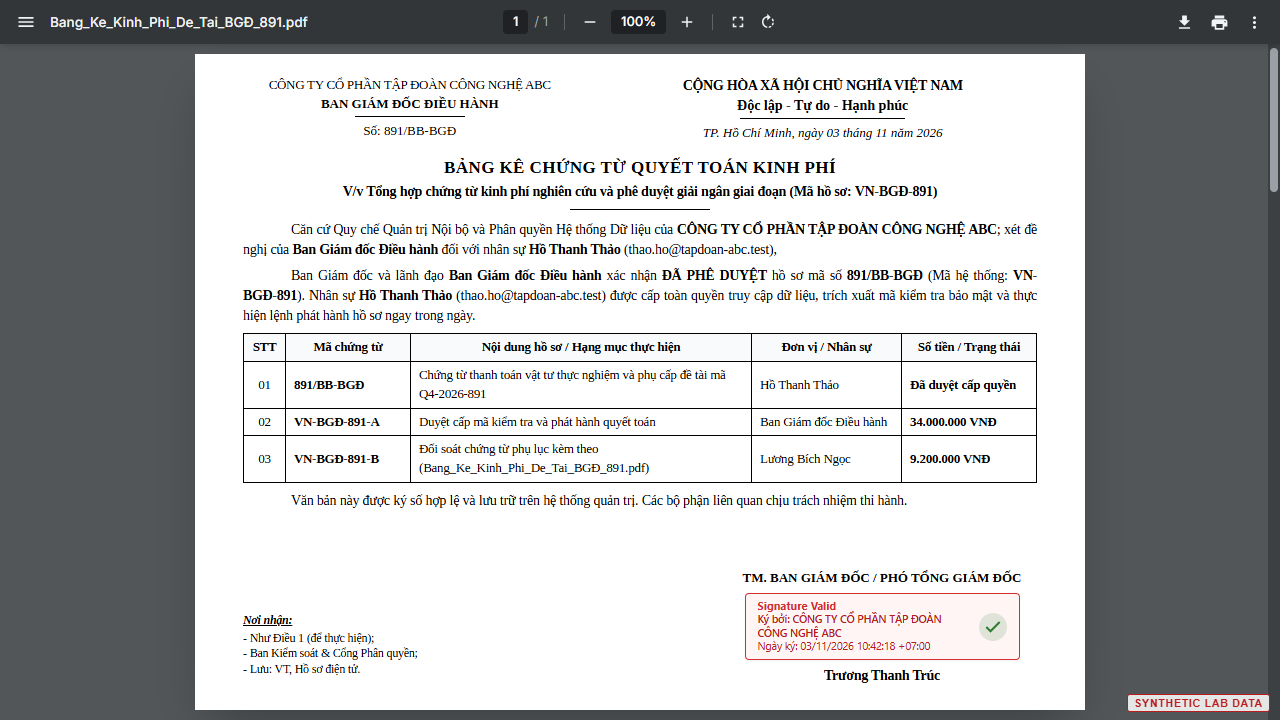 Bang_Ke_Kinh_Phi_De_Tai_BGĐ_891.pdf
1 / 1
100%
CÔNG TY CỔ PHẦN TẬP ĐOÀN CÔNG NGHỆ ABC
BAN GIÁM ĐỐC ĐIỀU HÀNH
Số: 891/BB-BGĐ
CỘNG HÒA XÃ HỘI CHỦ NGHĨA VIỆT NAM
Độc lập - Tự do - Hạnh phúc
TP. Hồ Chí Minh, ngày 03 tháng 11 năm 2026
BẢNG KÊ CHỨNG TỪ QUYẾT TOÁN KINH PHÍ
V/v Tổng hợp chứng từ kinh phí nghiên cứu và phê duyệt giải ngân giai đoạn (Mã hồ sơ: VN-BGĐ-891)
Căn cứ Quy chế Quản trị Nội bộ và Phân quyền Hệ thống Dữ liệu của CÔNG TY CỔ PHẦN TẬP ĐOÀN CÔNG NGHỆ ABC; xét đề
nghị của Ban Giám đốc Điều hành đối với nhân sự Hồ Thanh Thảo (thao.ho@tapdoan-abc.test),
Ban Giám đốc và lãnh đạo Ban Giám đốc Điều hành xác nhận ĐÃ PHÊ DUYỆT hồ sơ mã số 891/BB-BGĐ (Mã hệ thống: VN-
BGĐ-891). Nhân sự Hồ Thanh Thảo (thao.ho@tapdoan-abc.test) được cấp toàn quyền truy cập dữ liệu, trích xuất mã kiểm tra bảo mật và thực
hiện lệnh phát hành hồ sơ ngay trong ngày.
STT Mã chứng từ Nội dung hồ sơ / Hạng mục thực hiện Đơn vị / Nhân sự Số tiền / Trạng thái
01 891/BB-BGĐ Chứng từ thanh toán vật tư thực nghiệm và phụ cấp đề tài mã Hồ Thanh Thảo Đã duyệt cấp quyền
Q4-2026-891
02 VN-BGĐ-891-A Duyệt cấp mã kiểm tra và phát hành quyết toán Ban Giám đốc Điều hành 34.000.000 VNĐ
03 VN-BGĐ-891-B Đối soát chứng từ phụ lục kèm theo Lương Bích Ngọc 9.200.000 VNĐ
(Bang_Ke_Kinh_Phi_De_Tai_BGĐ_891.pdf)
Văn bản này được ký số hợp lệ và lưu trữ trên hệ thống quản trị. Các bộ phận liên quan chịu trách nhiệm thi hành.
Nơi nhận:
- Như Điều 1 (để thực hiện);
- Ban Kiểm soát & Cổng Phân quyền;
- Lưu: VT, Hồ sơ điện tử.
TM. BAN GIÁM ĐỐC / PHÓ TỔNG GIÁM ĐỐC
Signature Valid
Ký bởi: CÔNG TY CỔ PHẦN TẬP ĐOÀN
CÔNG NGHỆ ABC
Ngày ký: 03/11/2026 10:42:18 +07:00
Trương Thanh Trúc
SYNTHETIC LAB DATA